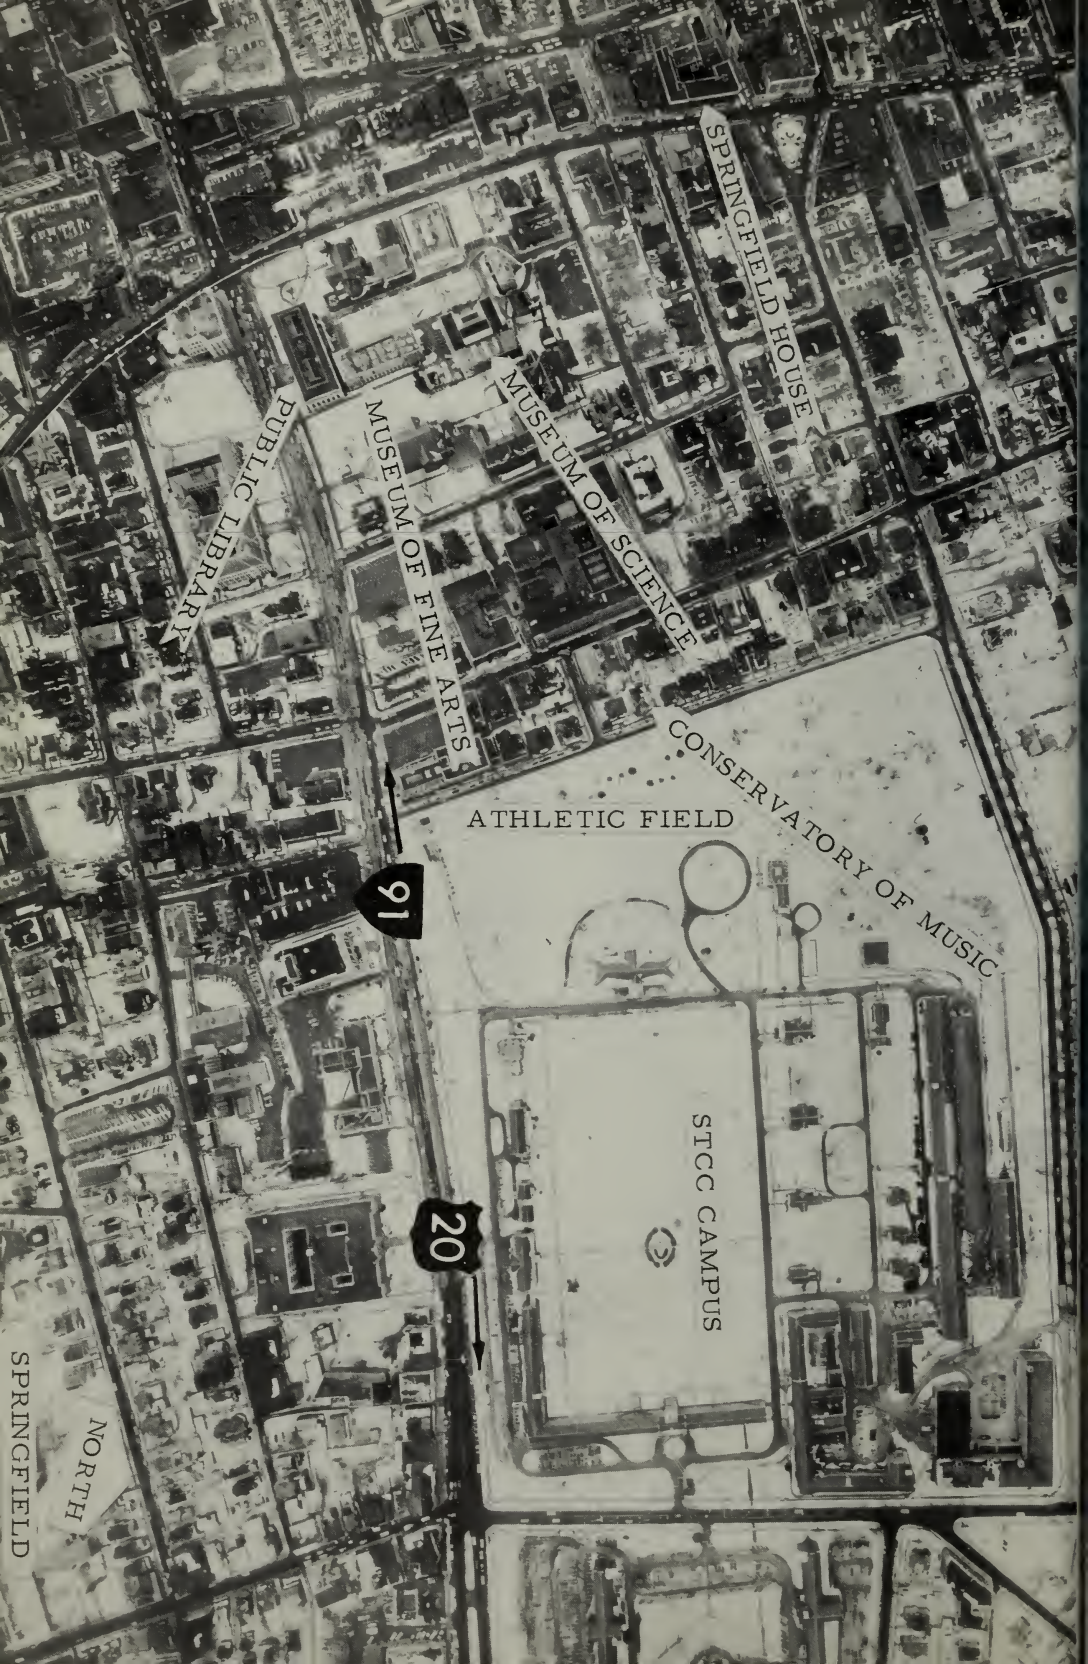 SPRINGFIELD HOUSE
MUSEUM OF SCIENCE
MUSEUM OF FINE ARTS
PUBLIC LIBRARY
CONSERVATORY OF MUSIC
ATHLETIC FIELD
91
STCC CAMPUS
20
NORTH
SPRINGFIELD